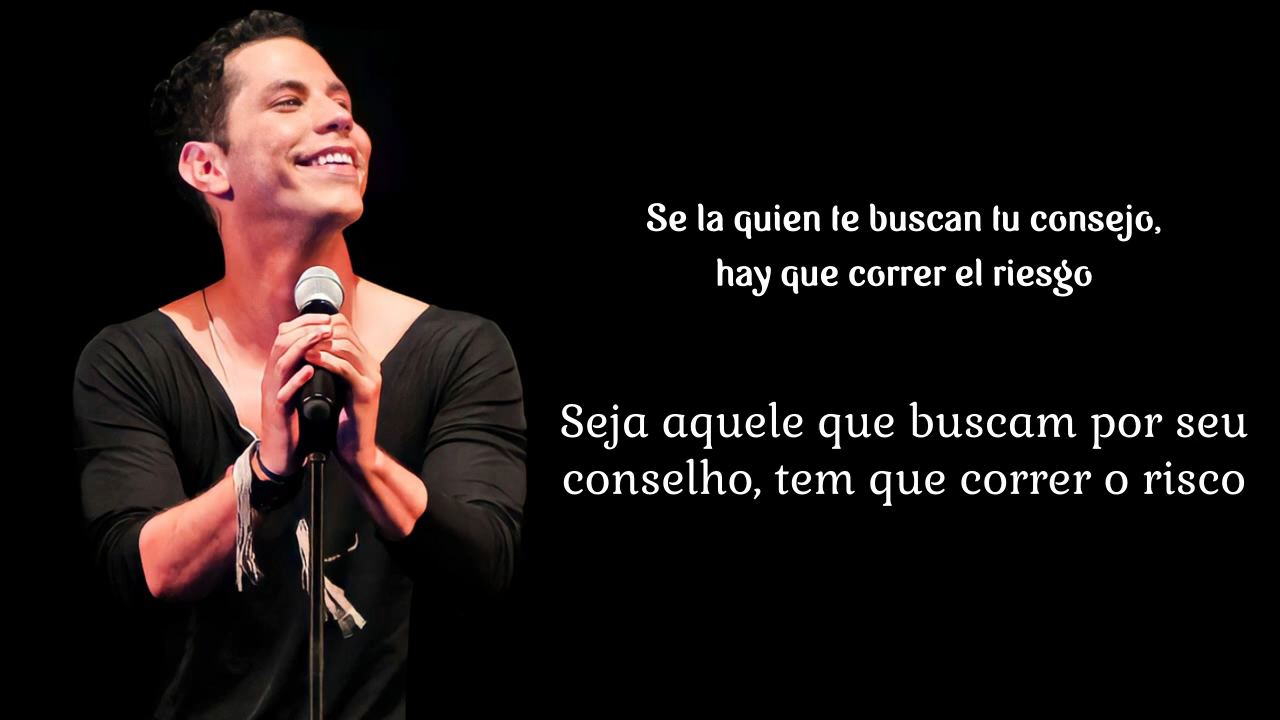 Se la quien te buscan tu consejo,
hay que correr el riesgo
Seja aquele que buscam por seu
conselho, tem que correr o risco